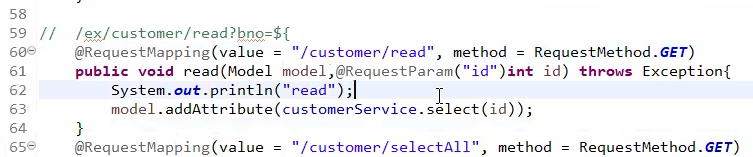 58
59 // /ex/customer/read?bno=${
60 @RequestMapping(value = "/customer/read", method = RequestMethod.GET)
61 public void read(Model model,@RequestParam("id")int id) throws Exception{
62 System.out.println("read");
63 model.addAttribute(customerService.select(id));
64 }
65 @RequestMapping(value = "/customer/selectAll", method = RequestMethod.GET)